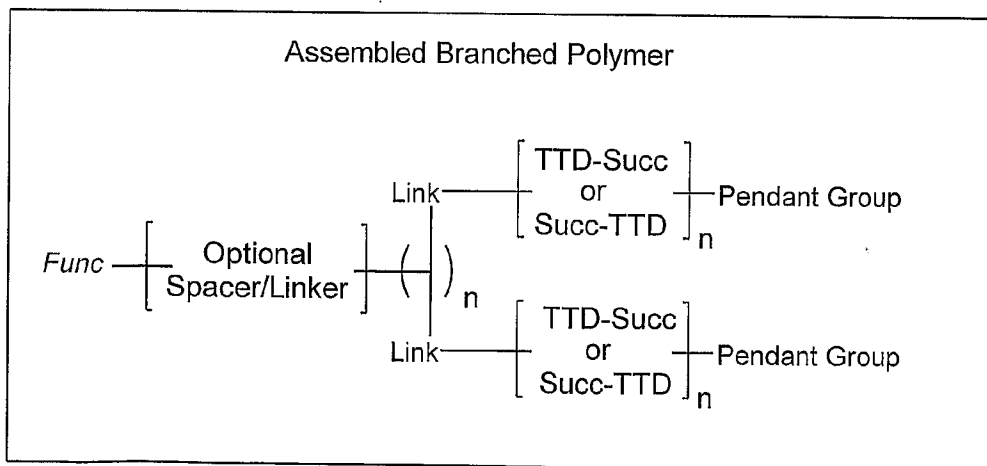 Assembled Branched Polymer
TTD-Succ
or
Succ-TTD
n
Link
Pendant Group
Func
Optional
Spacer/Linker
( )
n
Link
TTD-Succ
or
Succ-TTD
n
Pendant Group